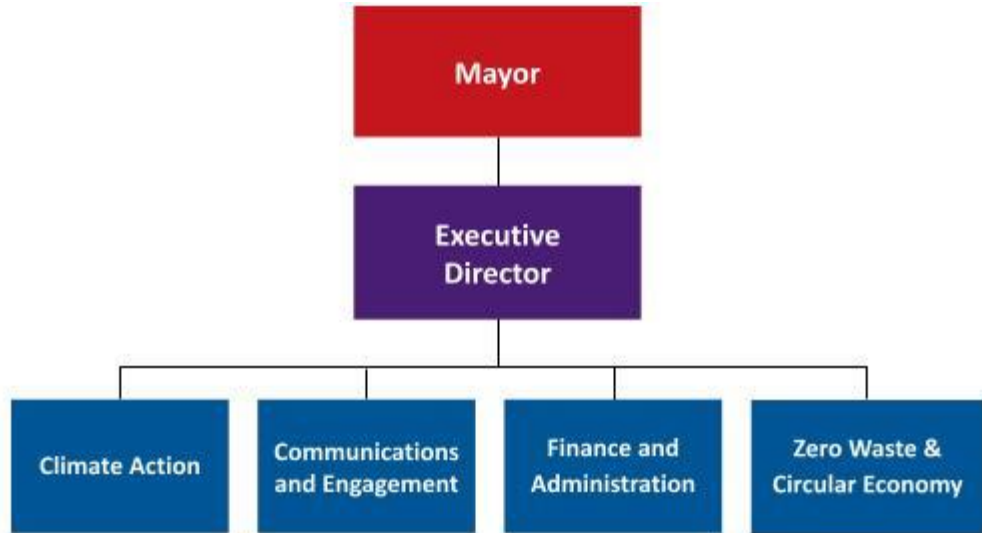 Mayor
Executive
Director
Climate Action
Communications
and Engagement
Finance and
Administration
Zero Waste &
Circular Economy